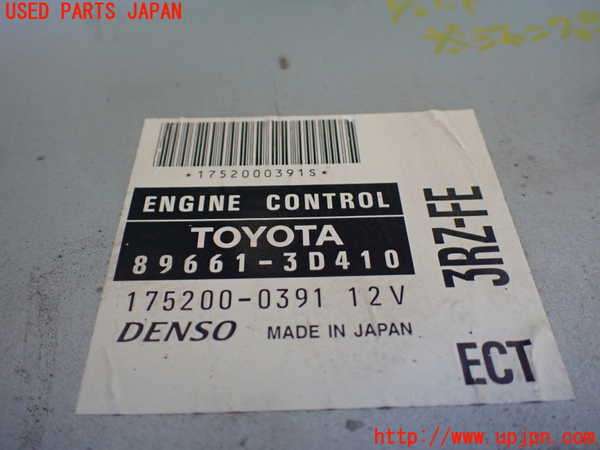 USED PARTS JAPAN
*1752000391S*
ENGINE CONTROL
TOYOTA
89661-3D410
175200-0391 12V
DENSO MADE IN JAPAN
3RZ-FE
ECT
http://www.upjpn.com/